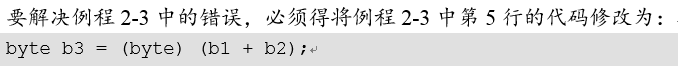 要解决例程 2-3 中的错误，必须得将例程 2-3 中第 5 行的代码修改为：
byte b3 = (byte) (b1 + b2);